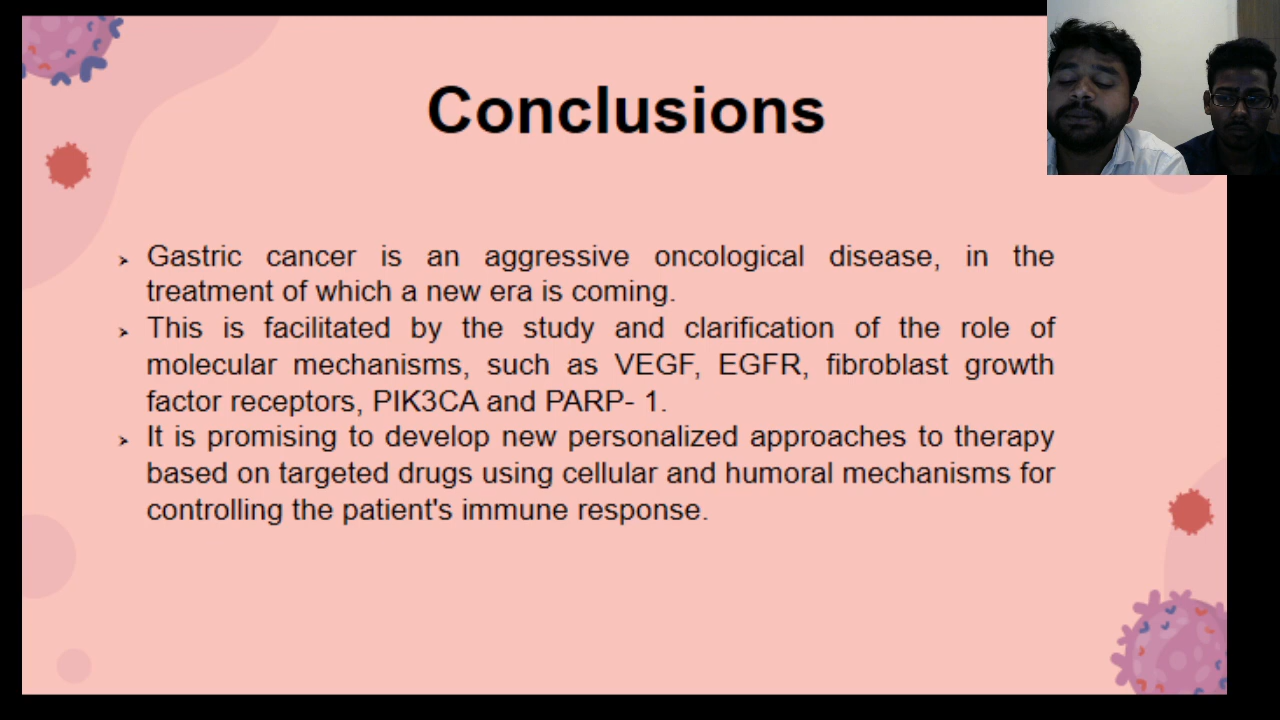 Conclusions
➢ Gastric cancer is an aggressive oncological disease, in the
treatment of which a new era is coming.
➢ This is facilitated by the study and clarification of the role of
molecular mechanisms, such as VEGF, EGFR, fibroblast growth
factor receptors, PIK3CA and PARP- 1.
➢ It is promising to develop new personalized approaches to therapy
based on targeted drugs using cellular and humoral mechanisms for
controlling the patient's immune response.